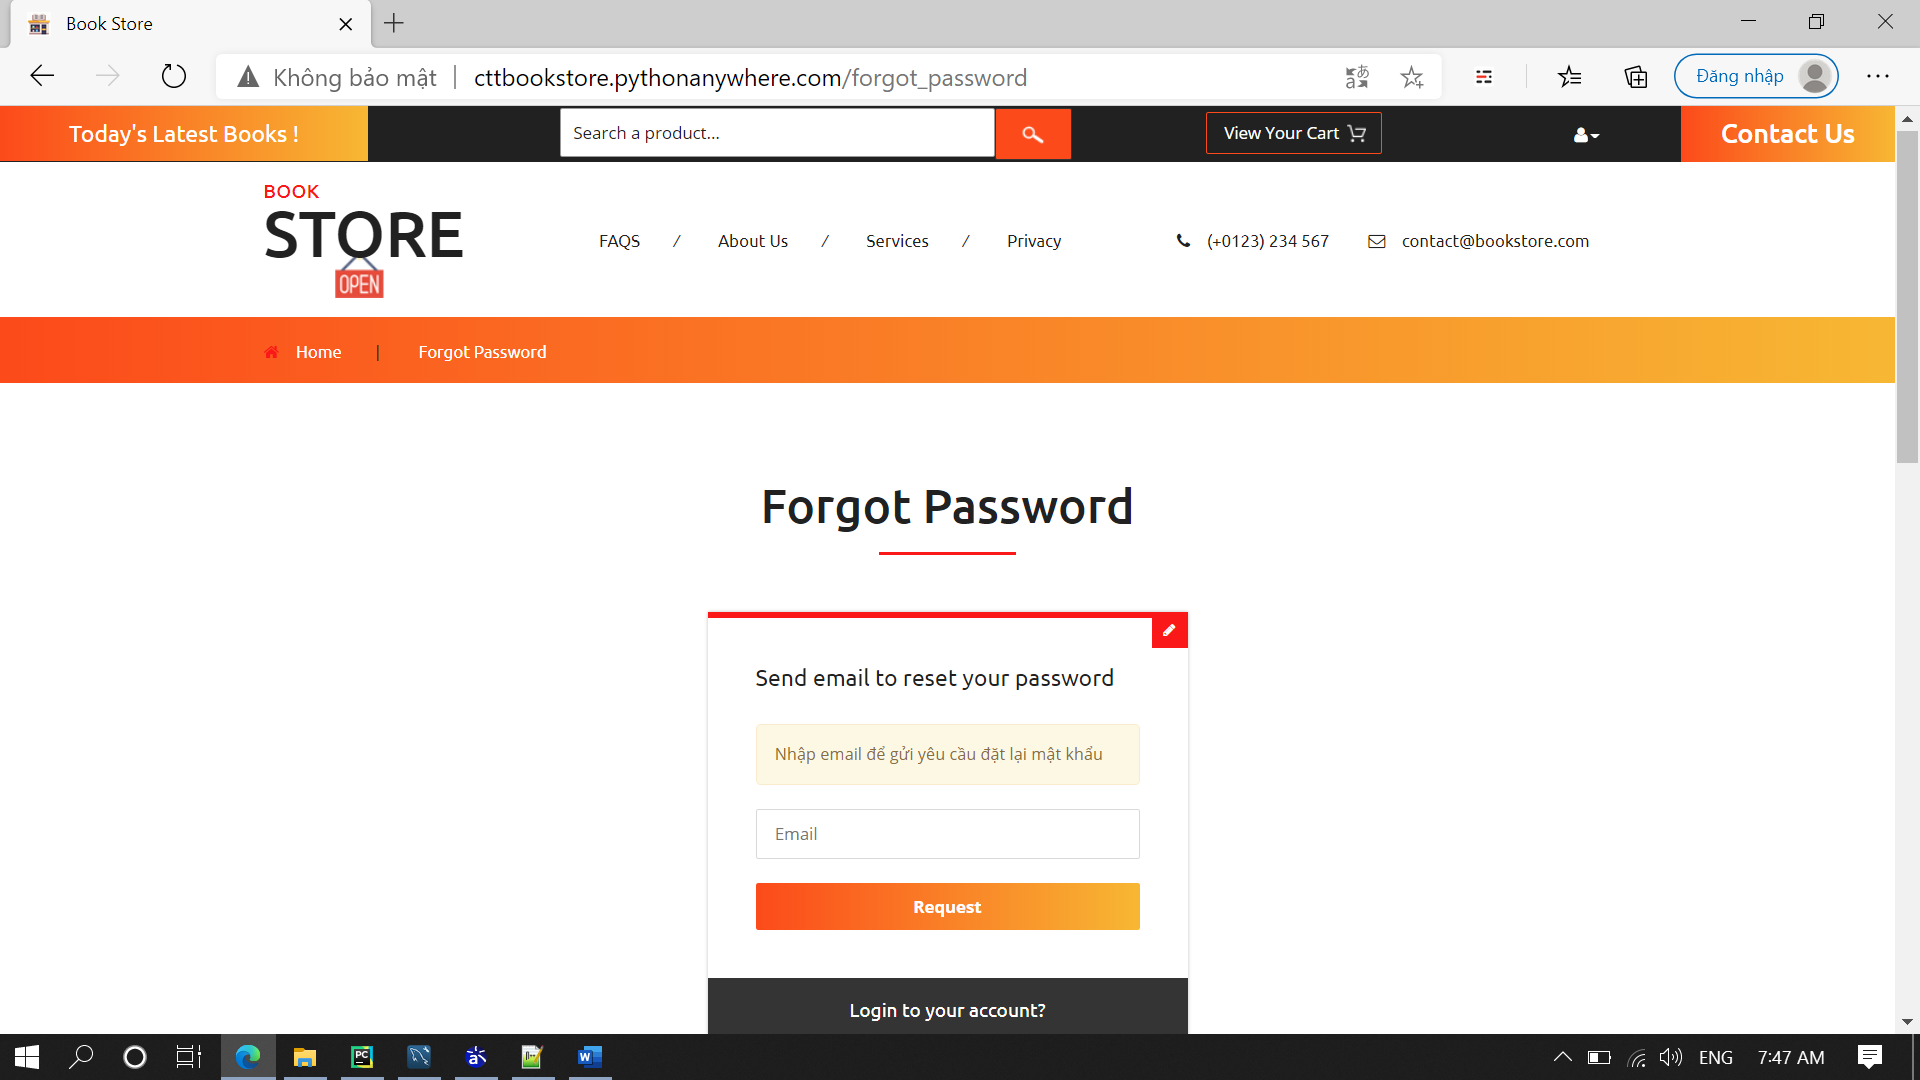 Book Store
Không bảo mật | cttbookstore.pythonanywhere.com/forgot_password
Đăng nhập
Today's Latest Books !
Search a product...
View Your Cart
Contact Us
BOOK
STORE
OPEN
FAQS / About Us / Services / Privacy
(+0123) 234 567
contact@bookstore.com
Home | Forgot Password
Forgot Password
Send email to reset your password
Nhập email để gửi yêu cầu đặt lại mật khẩu
Email
Request
Login to your account?
ENG
7:47 AM